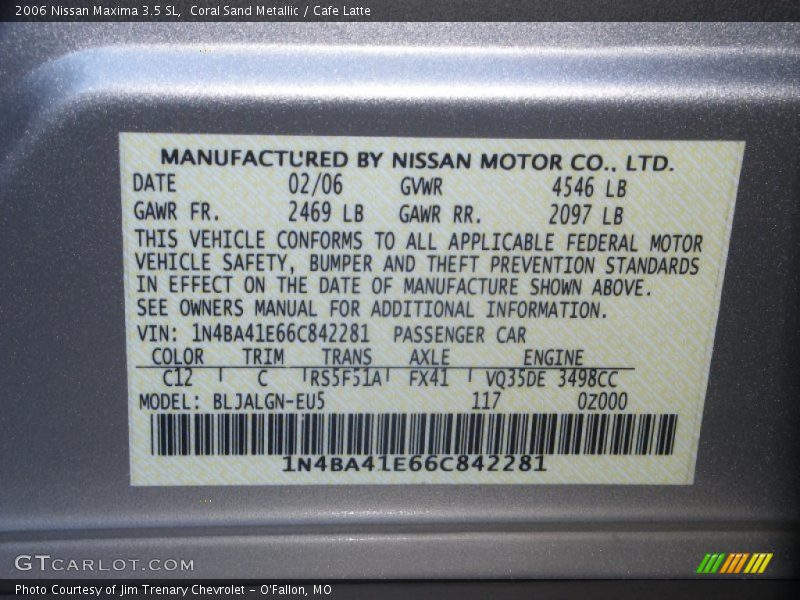 2006 Nissan Maxima 3.5 SL, Coral Sand Metallic / Cafe Latte
MANUFACTURED BY NISSAN MOTOR CO., LTD.
DATE 02/06 GVWR 4546 LB
GAWR FR. 2469 LB GAWR RR. 2097 LB
THIS VEHICLE CONFORMS TO ALL APPLICABLE FEDERAL MOTOR
VEHICLE SAFETY, BUMPER AND THEFT PREVENTION STANDARDS
IN EFFECT ON THE DATE OF MANUFACTURE SHOWN ABOVE.
SEE OWNERS MANUAL FOR ADDITIONAL INFORMATION.
VIN: 1N4BA41E66C842281 PASSENGER CAR
COLOR TRIM TRANS AXLE ENGINE
C12 C RS5F51A FX41 VQ35DE 3498CC
MODEL: BLJALGN-EU5 117 0Z000
1N4BA41E66C842281
GTCARLOT.COM
Photo Courtesy of Jim Trenary Chevrolet - O'Fallon, MO